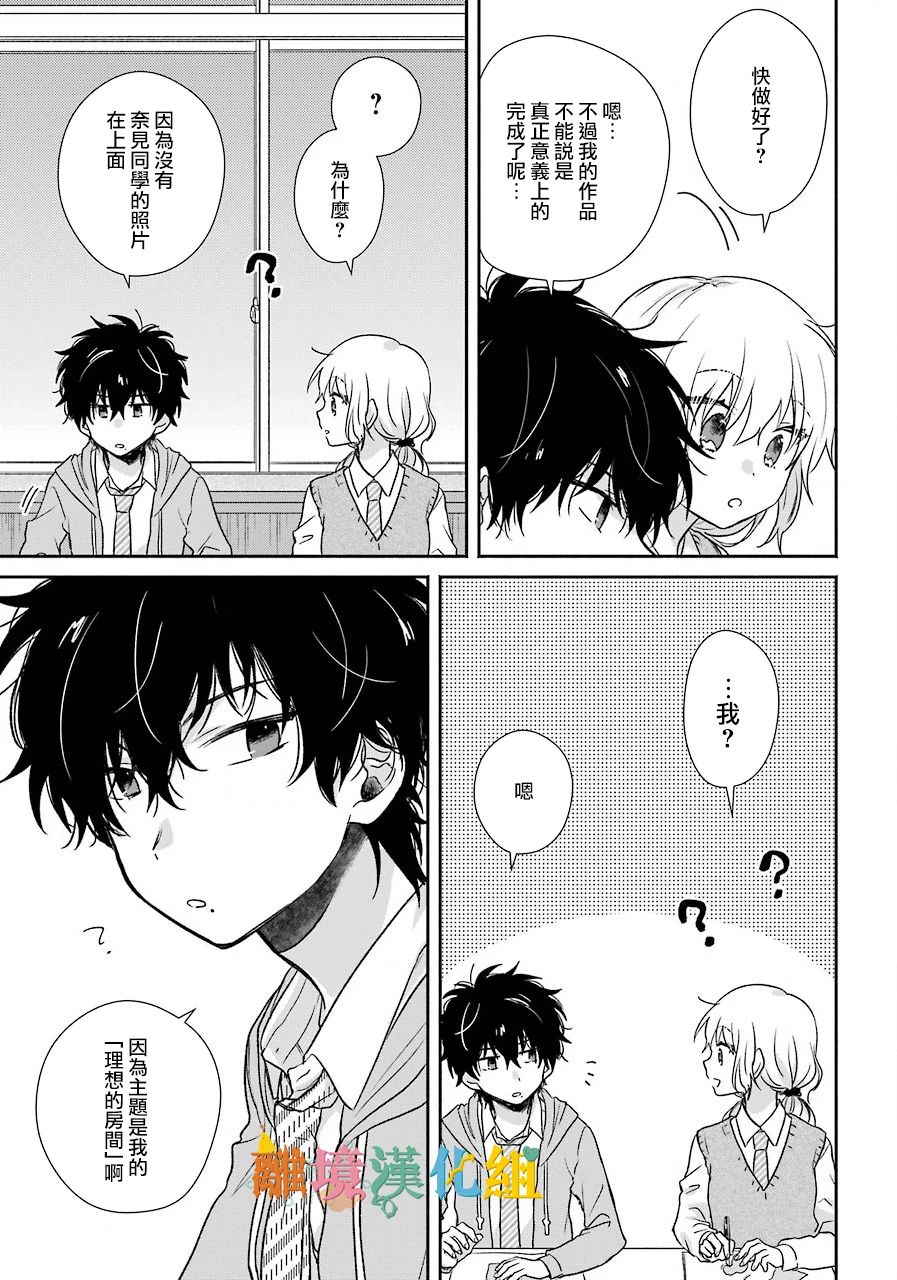 快做好了?
嗯…
不過我的作品
不能說是
真正意義上的
完成了呢…
?
為什麼?
因為沒有
奈見同學的照片
在上面
…我?
嗯
因為主題是我的
「理想的房間」啊
離境漢化組